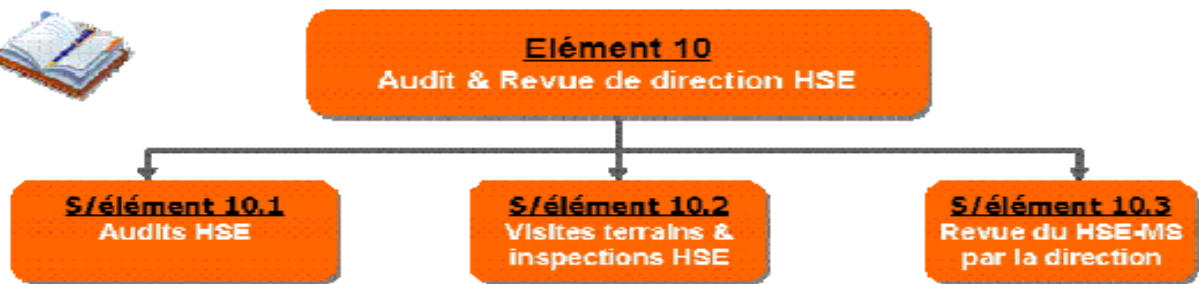 Elément 10
Audit & Revue de direction HSE
S/élément 10.1
Audits HSE
S/élément 10.2
Visites terrains &
inspections HSE
S/élément 10.3
Revue du HSE-MS
par la direction